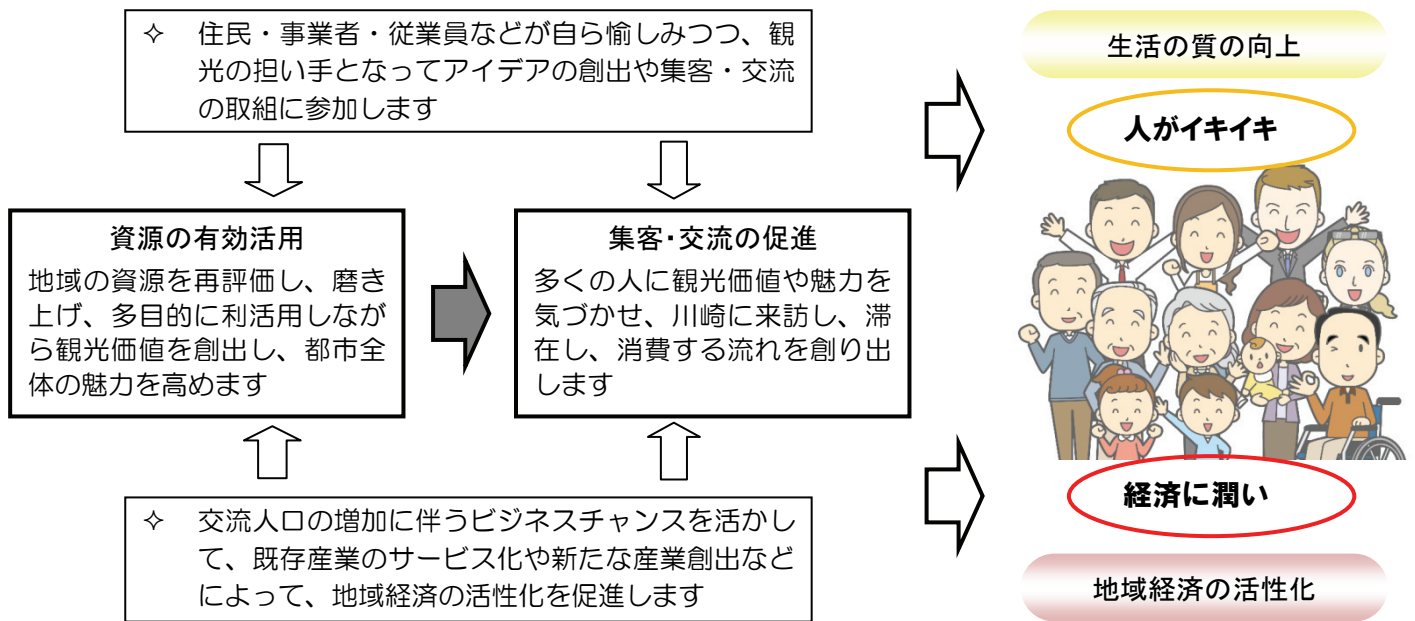 ✧ 住民・事業者・従業員などが自ら愉しみつつ、観
光の担い手となってアイデアの創出や集客・交流
の取組に参加します
資源の有効活用
地域の資源を再評価し、磨き
上げ、多目的に利活用しなが
ら観光価値を創出し、都市全
体の魅力を高めます
集客・交流の促進
多くの人に観光価値や魅力を
気づかせ、川崎に来訪し、滞
在し、消費する流れを創り出
します
✧ 交流人口の増加に伴うビジネスチャンスを活かし
て、既存産業のサービス化や新たな産業創出など
によって、地域経済の活性化を促進します
生活の質の向上
人がイキイキ
経済に潤い
地域経済の活性化